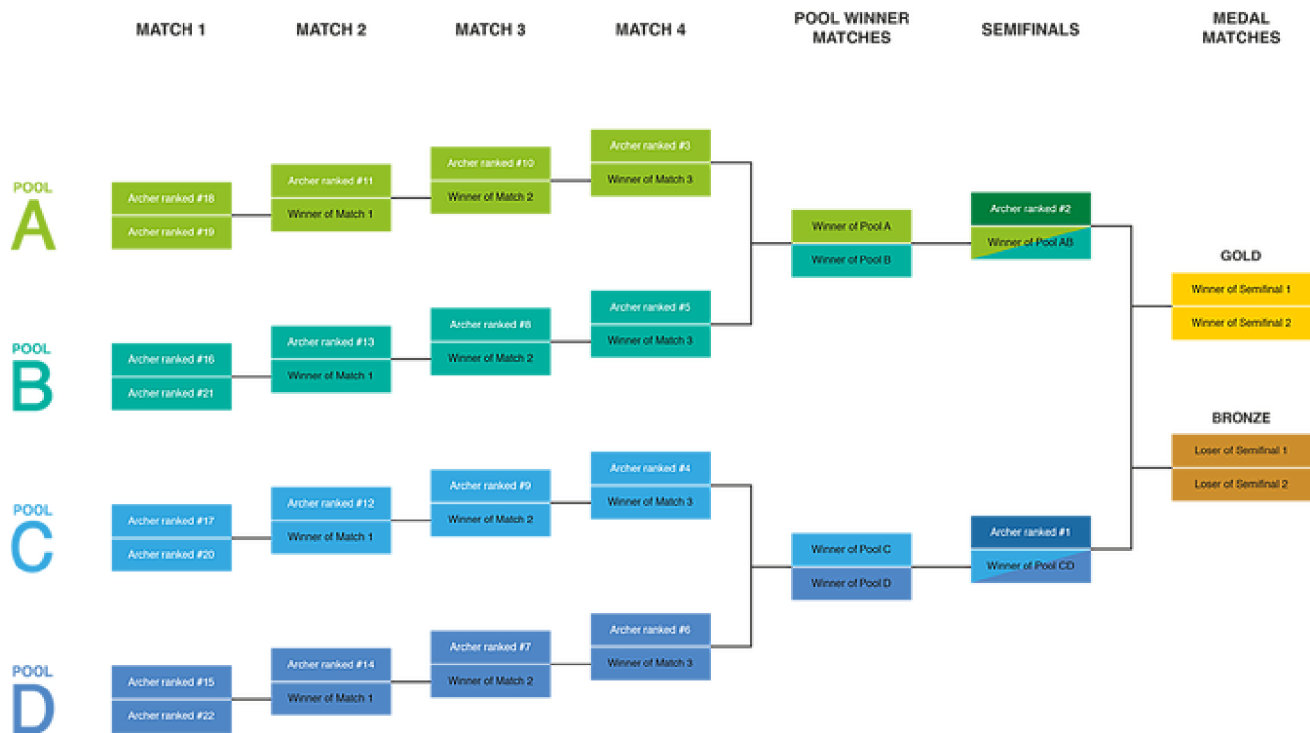 MATCH 1
MATCH 2
MATCH 3
MATCH 4
POOL WINNER
MATCHES
SEMIFINALS
MEDAL
MATCHES
POOL
A
Archer ranked #18
Archer ranked #19
Archer ranked #11
Winner of Match 1
Archer ranked #10
Winner of Match 2
Archer ranked #3
Winner of Match 3
POOL
B
Archer ranked #16
Archer ranked #21
Archer ranked #13
Winner of Match 1
Archer ranked #8
Winner of Match 2
Archer ranked #5
Winner of Match 3
Winner of Pool A
Winner of Pool B
Archer ranked #2
Winner of Pool AB
POOL
C
Archer ranked #17
Archer ranked #20
Archer ranked #12
Winner of Match 1
Archer ranked #9
Winner of Match 2
Archer ranked #4
Winner of Match 3
POOL
D
Archer ranked #15
Archer ranked #22
Archer ranked #14
Winner of Match 1
Archer ranked #7
Winner of Match 2
Archer ranked #6
Winner of Match 3
Winner of Pool C
Winner of Pool D
Archer ranked #1
Winner of Pool CD
GOLD
Winner of Semifinal 1
Winner of Semifinal 2
BRONZE
Loser of Semifinal 1
Loser of Semifinal 2